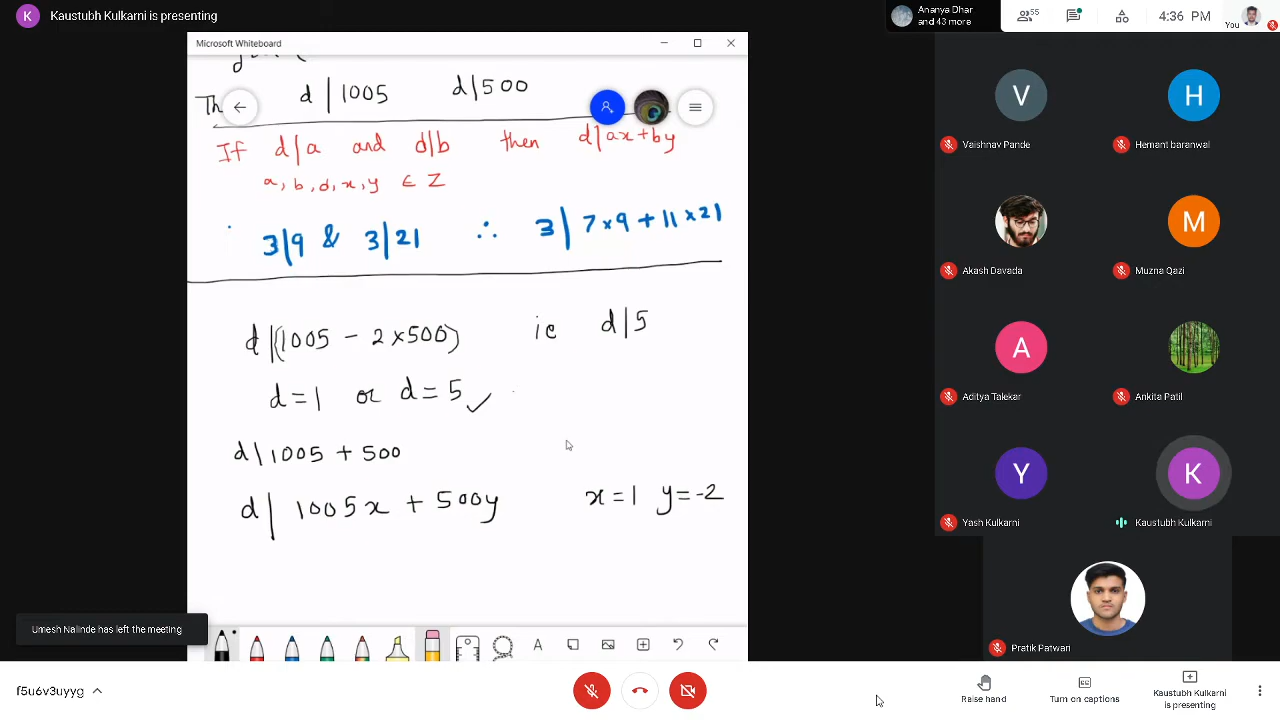 K Kaustubh Kulkarni is presenting
Ananya Dhar
and 43 more
55
4:36 PM
You
Microsoft Whiteboard
Th d | 1005 d|500
If d|a and d|b then d|ax+by
a, b, d, x, y ∈ Z
3|9 & 3|21 ∴ 3| 7×9 + 11×21
d|(1005 - 2×500) ie d|5
d=1 or d=5 ✓
d|1005 + 500
d| 1005x + 500y x=1 y=-2
V
Vaishnav Pande
H
Hemant baranwal
Akash Davada
M
Muzna Qazi
A
Aditya Talekar
Ankita Patil
Y
Yash Kulkarni
K
Kaustubh Kulkarni
Pratik Patwari
Umesh Nalinde has left the meeting
A
f5u6v3uyyg
Raise hand
Turn on captions
Kaustubh Kulkarni
is presenting